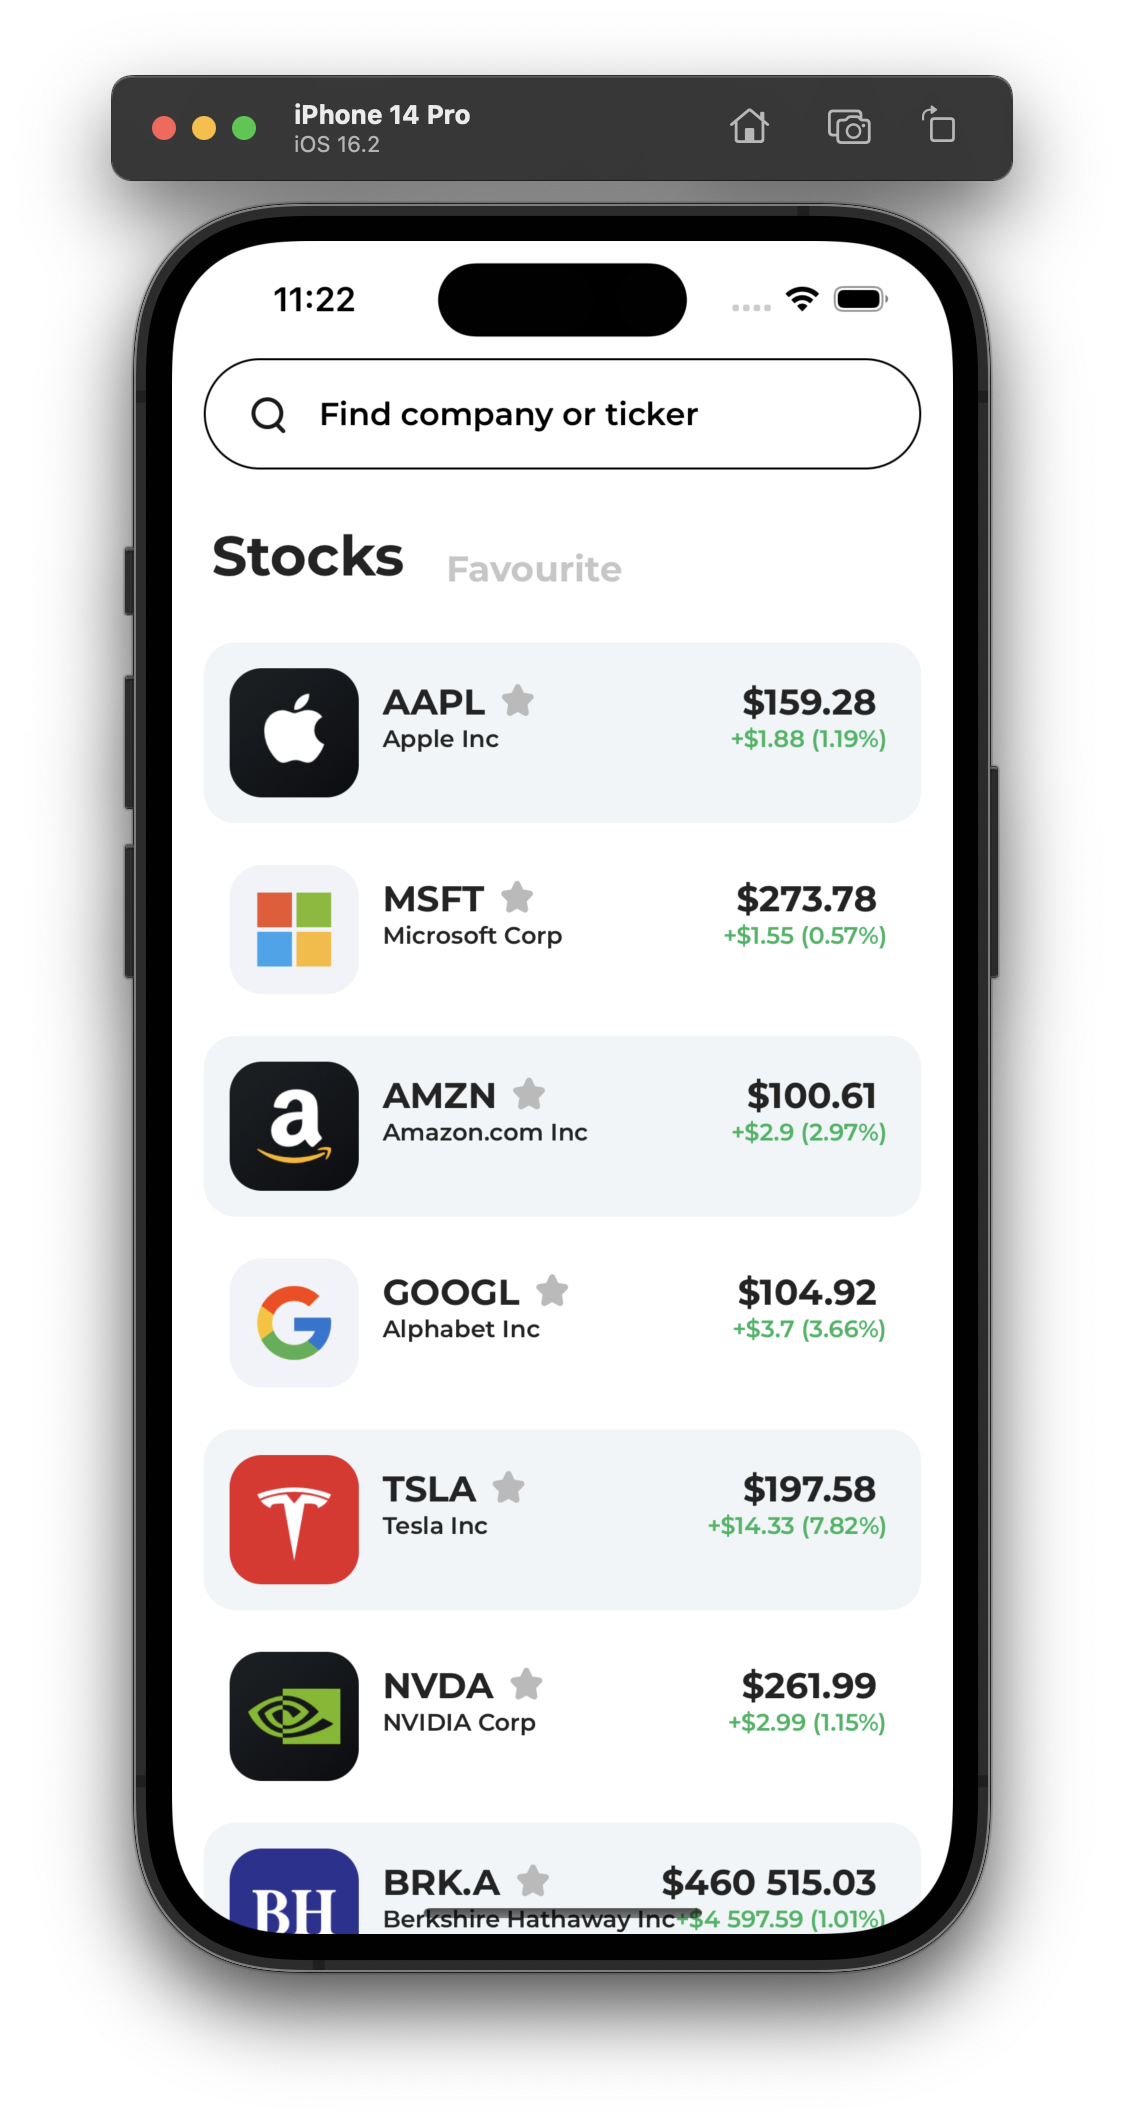 iPhone 14 Pro
iOS 16.2
11:22
Find company or ticker
Stocks Favourite
AAPL $159.28
Apple Inc +$1.88 (1.19%)
MSFT $273.78
Microsoft Corp +$1.55 (0.57%)
a
AMZN $100.61
Amazon.com Inc +$2.9 (2.97%)
G
GOOGL $104.92
Alphabet Inc +$3.7 (3.66%)
TSLA $197.58
Tesla Inc +$14.33 (7.82%)
NVDA $261.99
NVIDIA Corp +$2.99 (1.15%)
BH
BRK.A $460 515.03
Berkshire Hathaway Inc +$4 597.59 (1.01%)